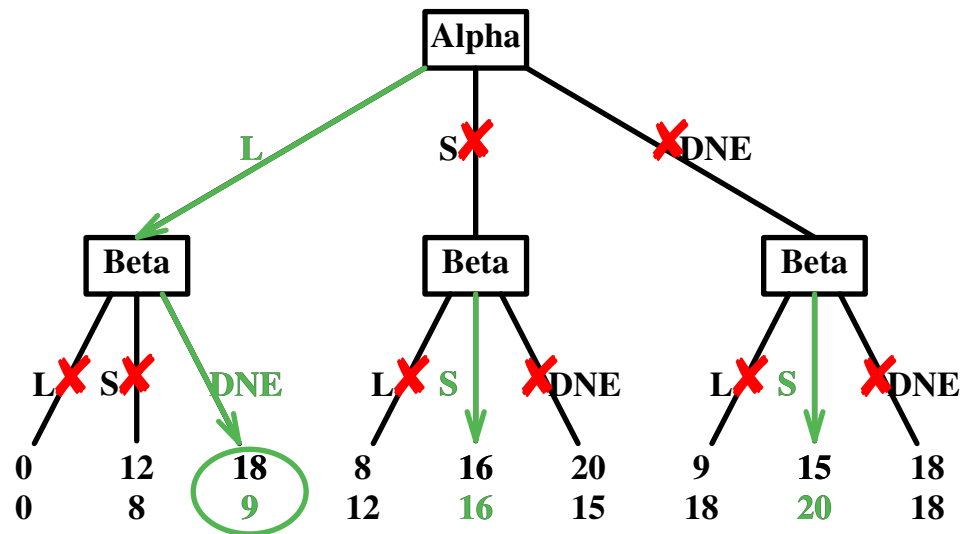 Alpha
L S DNE
Beta Beta Beta
L S DNE L S DNE L S DNE
0 12 18 8 16 20 9 15 18
0 8 9 12 16 15 18 20 18